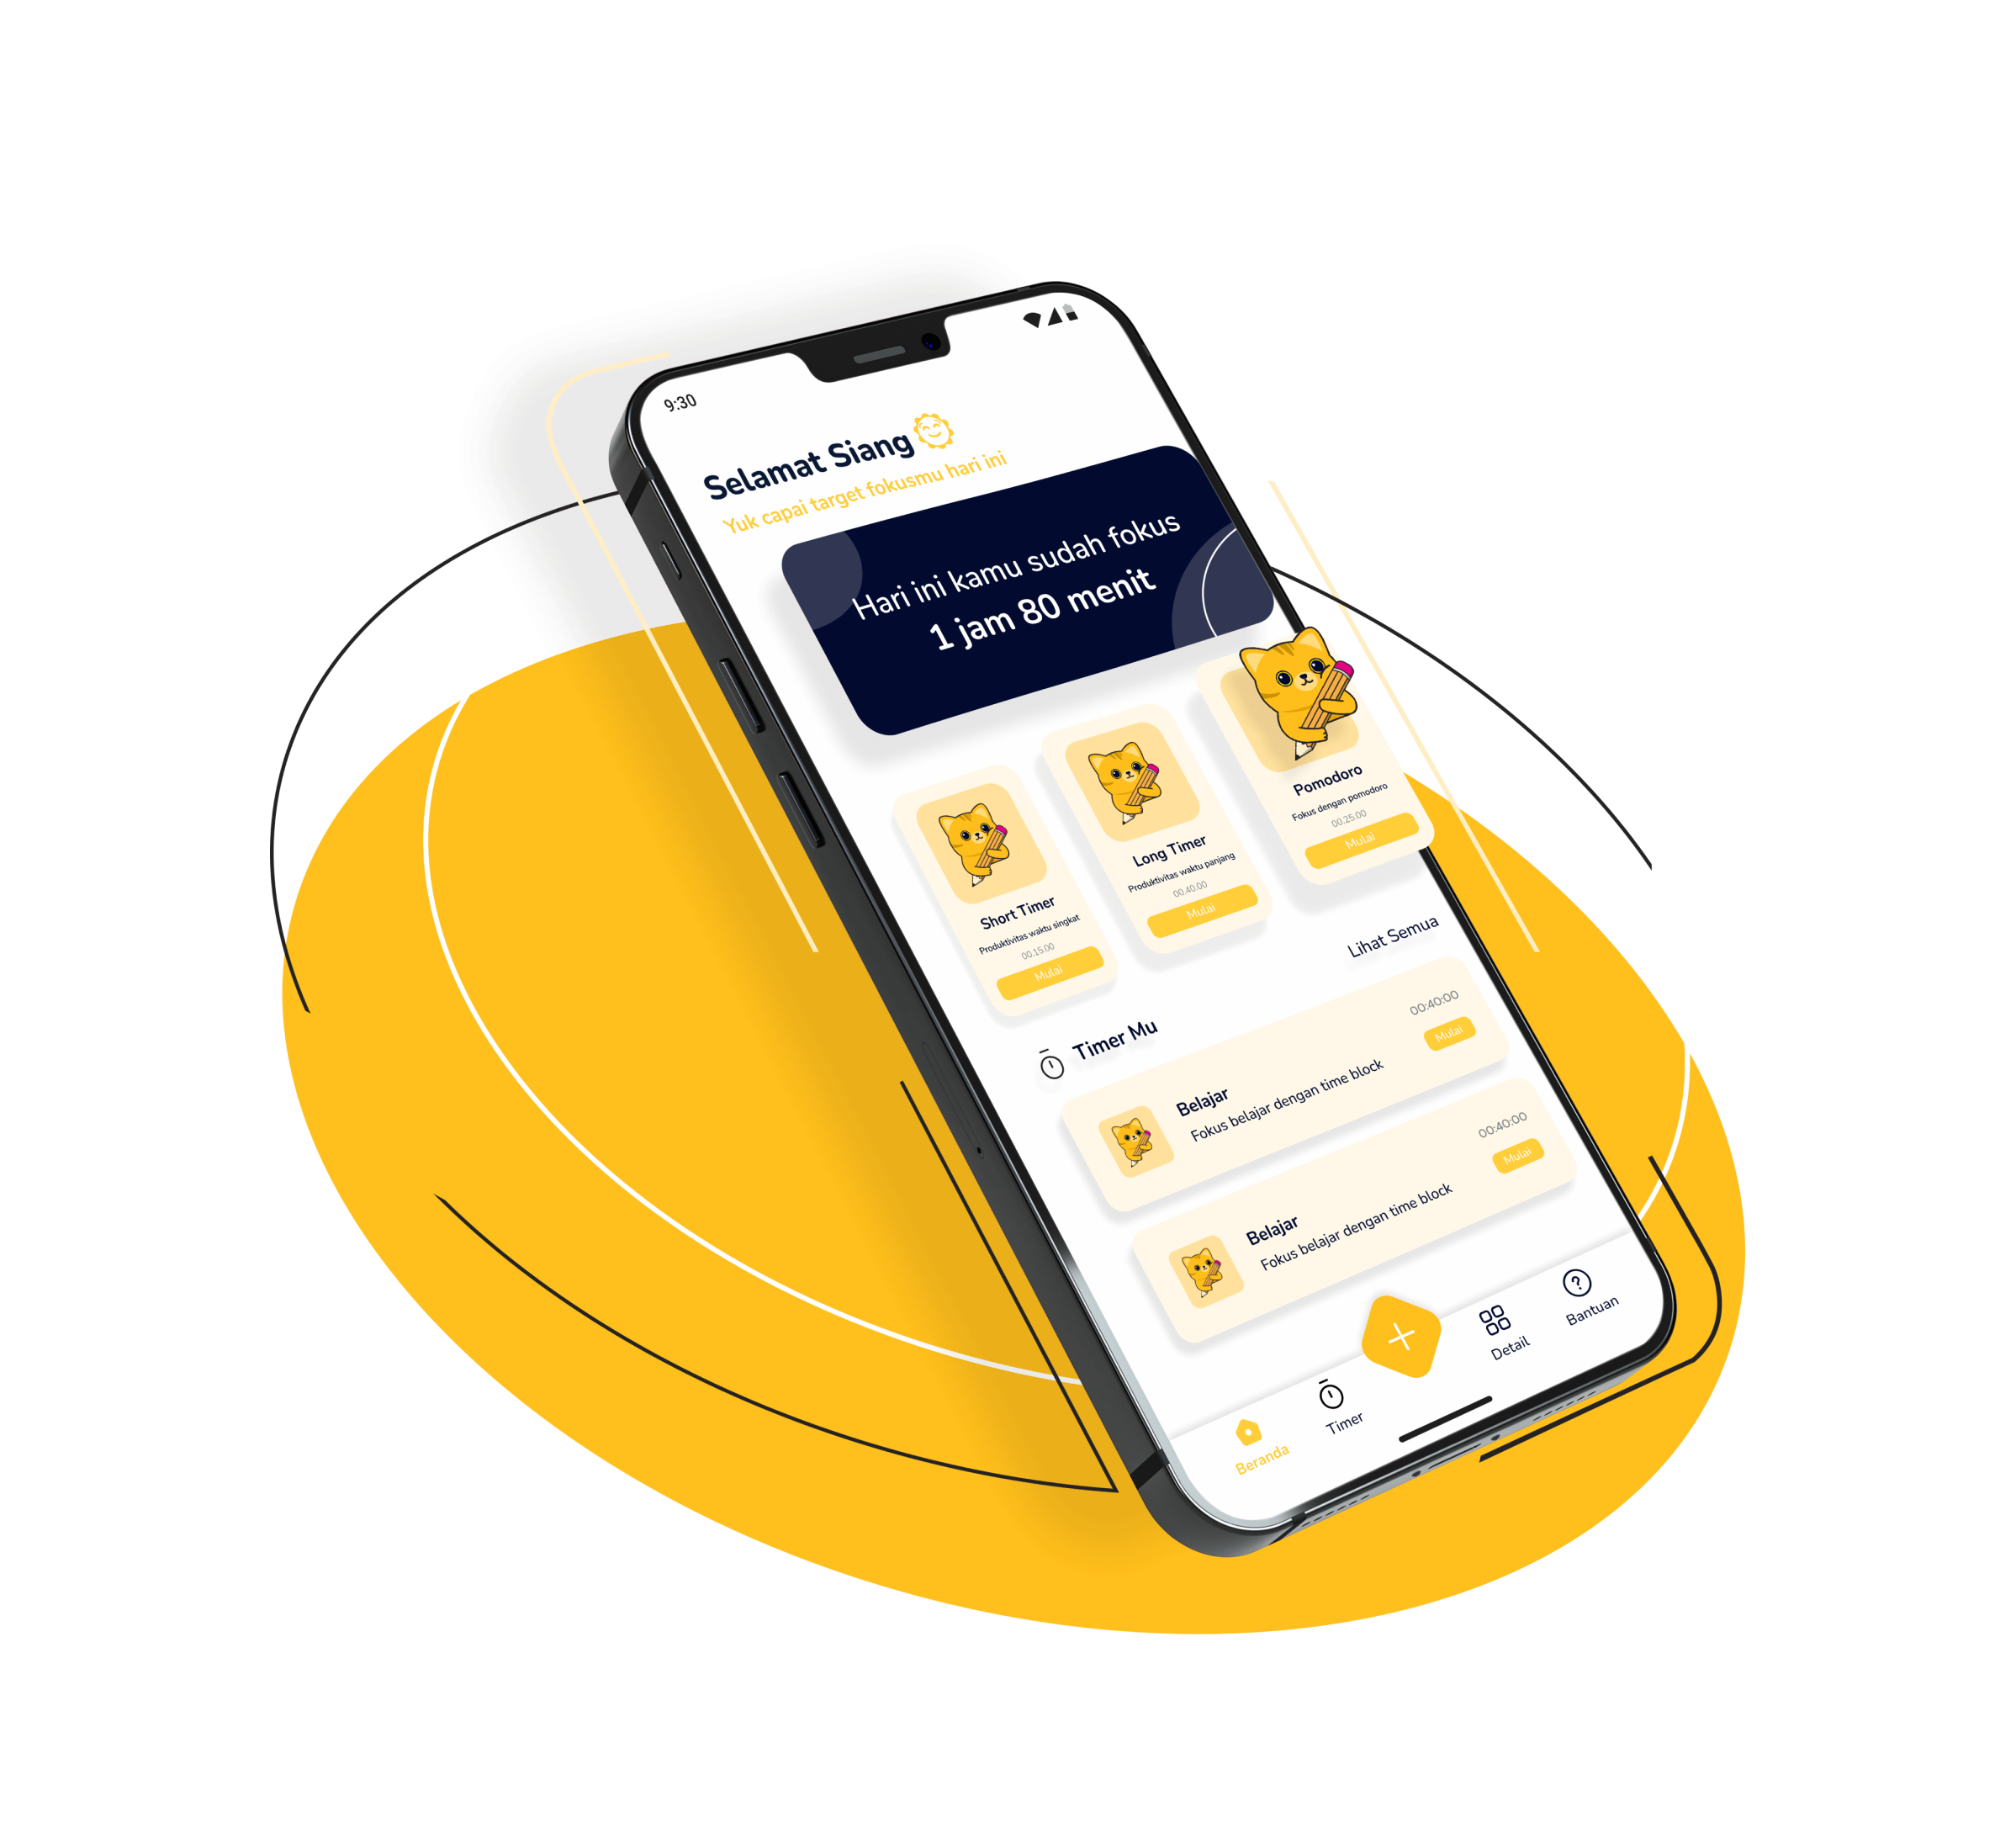 9:30
Selamat Siang
Yuk capai target fokusmu hari ini
Hari ini kamu sudah fokus
1 jam 80 menit
Short Timer
Produktivitas waktu singkat
00.15.00
Mulai
Long Timer
Produktivitas waktu panjang
00.40.00
Mulai
Pomodoro
Fokus dengan pomodoro
00.25.00
Mulai
Timer Mu
Lihat Semua
Belajar
Fokus belajar dengan time block
00:40:00
Mulai
Belajar
Fokus belajar dengan time block
00:40:00
Mulai
Beranda
Timer
Detail
Bantuan